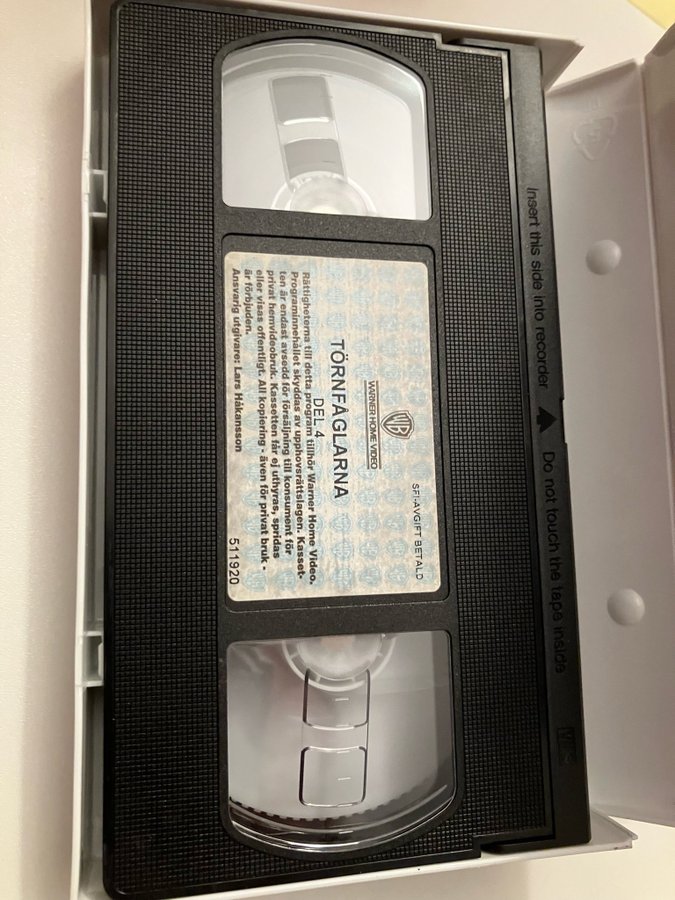 SFI-AVGIFT BETALD
WB
WARNER HOME VIDEO
TÖRNFÅGLARNA
DEL 4
Rättigheterna till detta program tillhör Warner Home Video.
Programinnehållet skyddas av upphovsrättslagen. Kasset-
ten är endast avsedd för försäljning till konsument för
privat hemvideobruk. Kassetten får ej uthyras, spridas
eller visas offentligt. All kopiering - även för privat bruk -
är förbjuden.
Ansvarig utgivare: Lars Håkansson
511920
Insert this side into recorder
Do not touch the tape inside
VHS